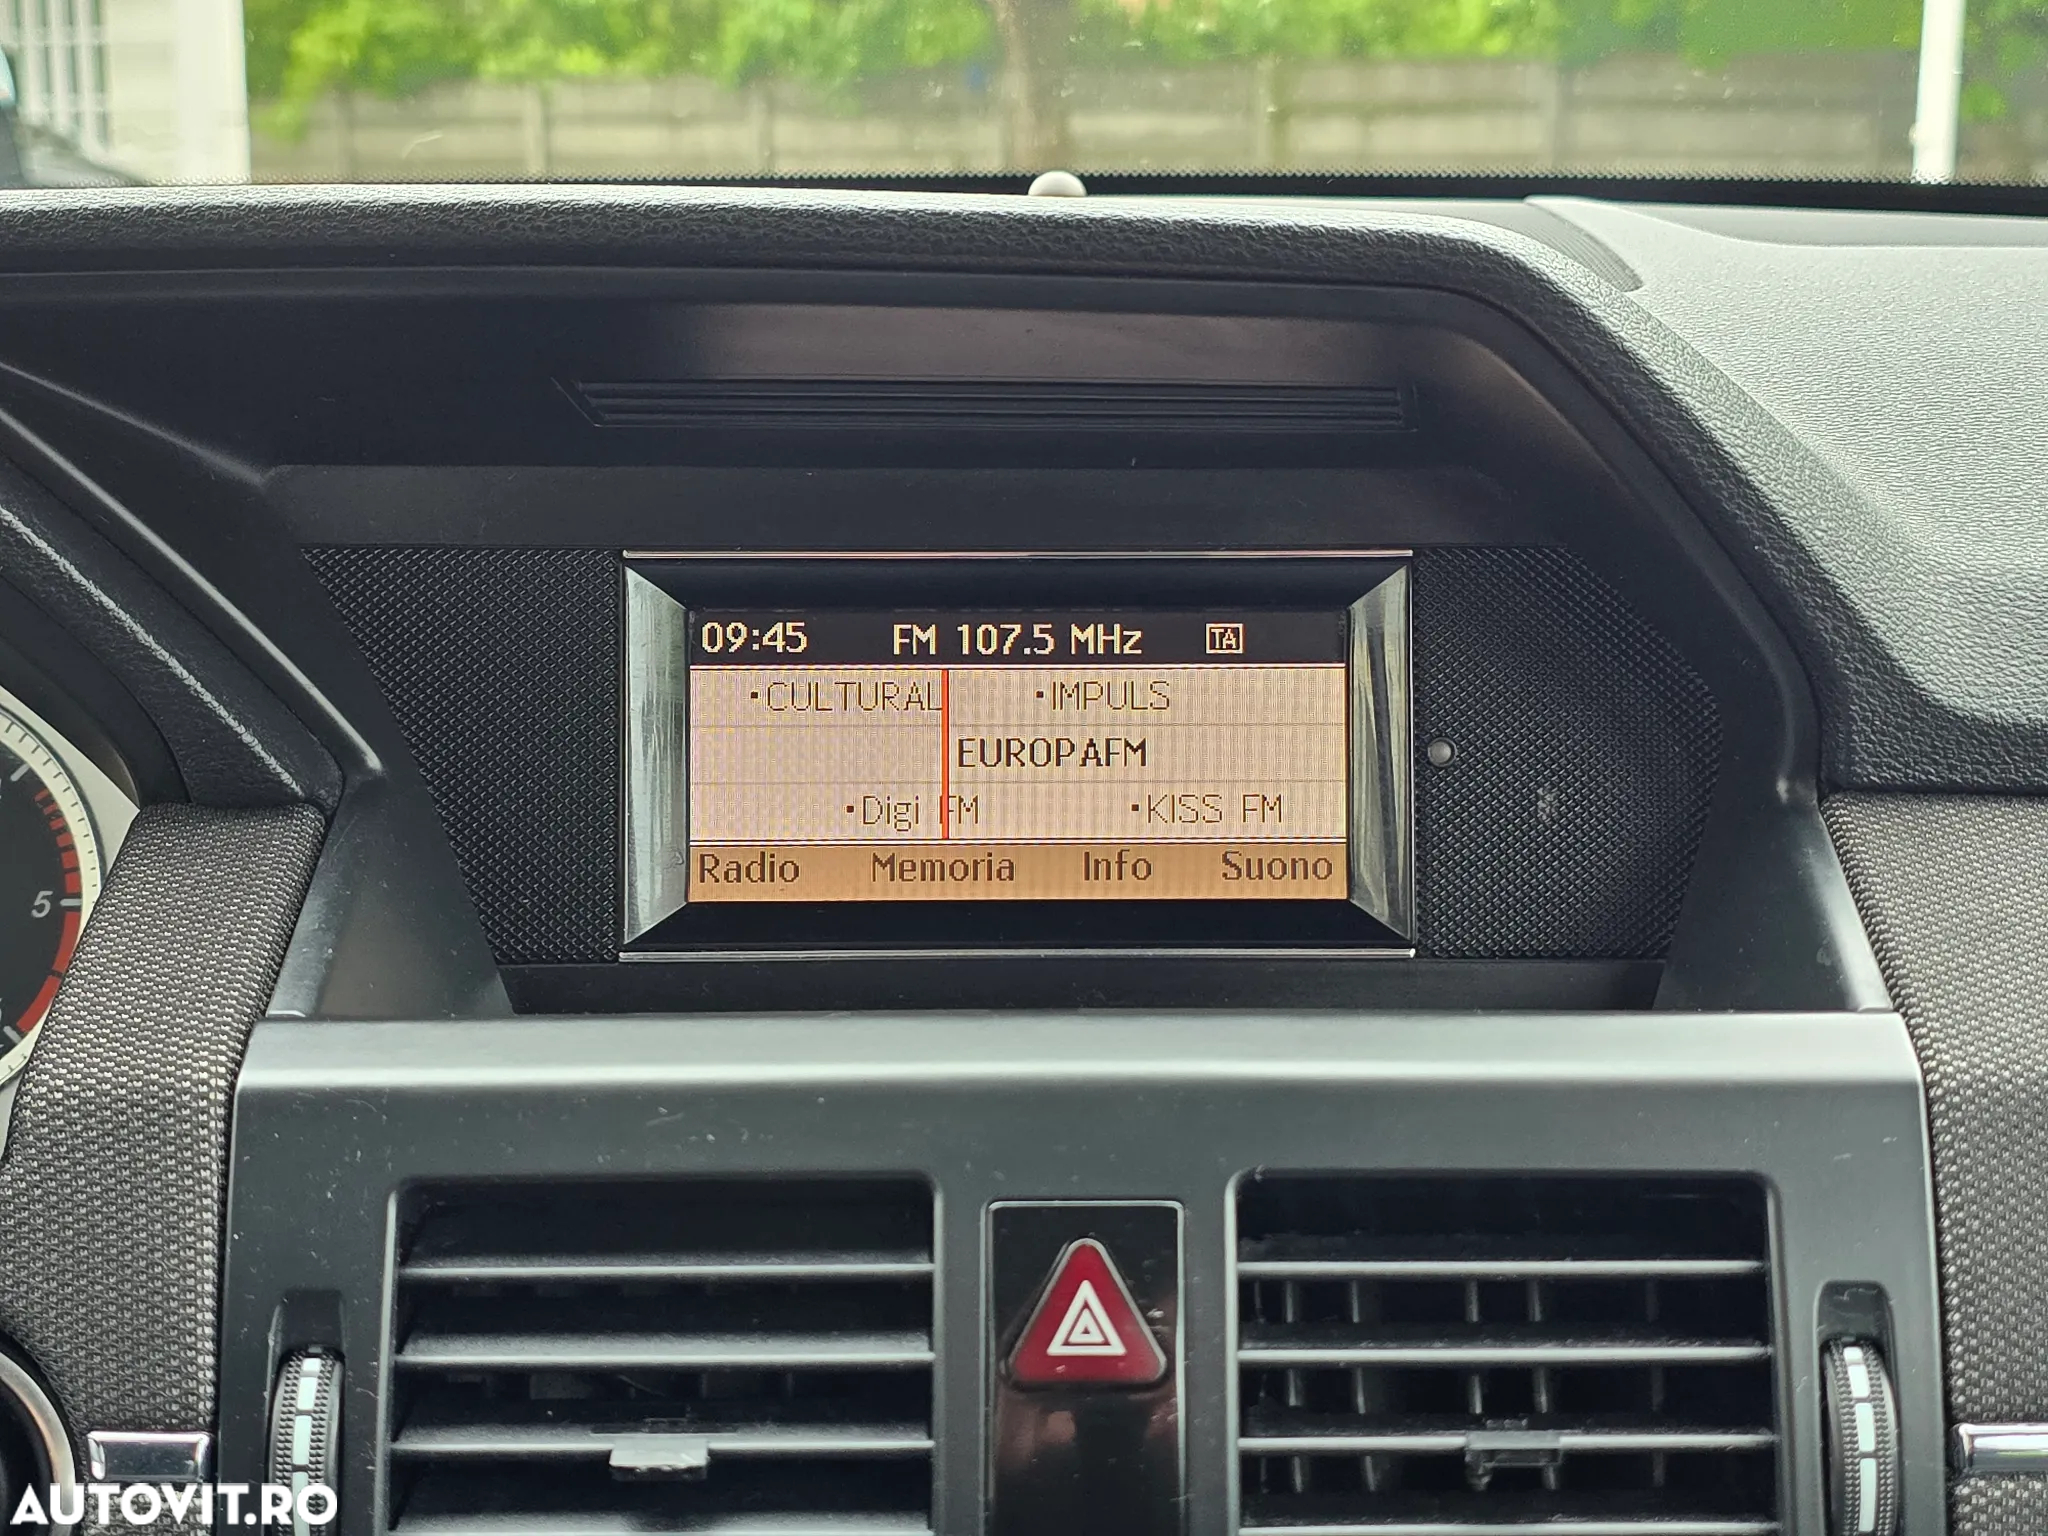 09:45 FM 107.5 MHz TA
•CULTURAL •IMPULS
EUROPAFM
•Digi FM •KISS FM
Radio Memoria Info Suono
5
AUTOVIT.RO